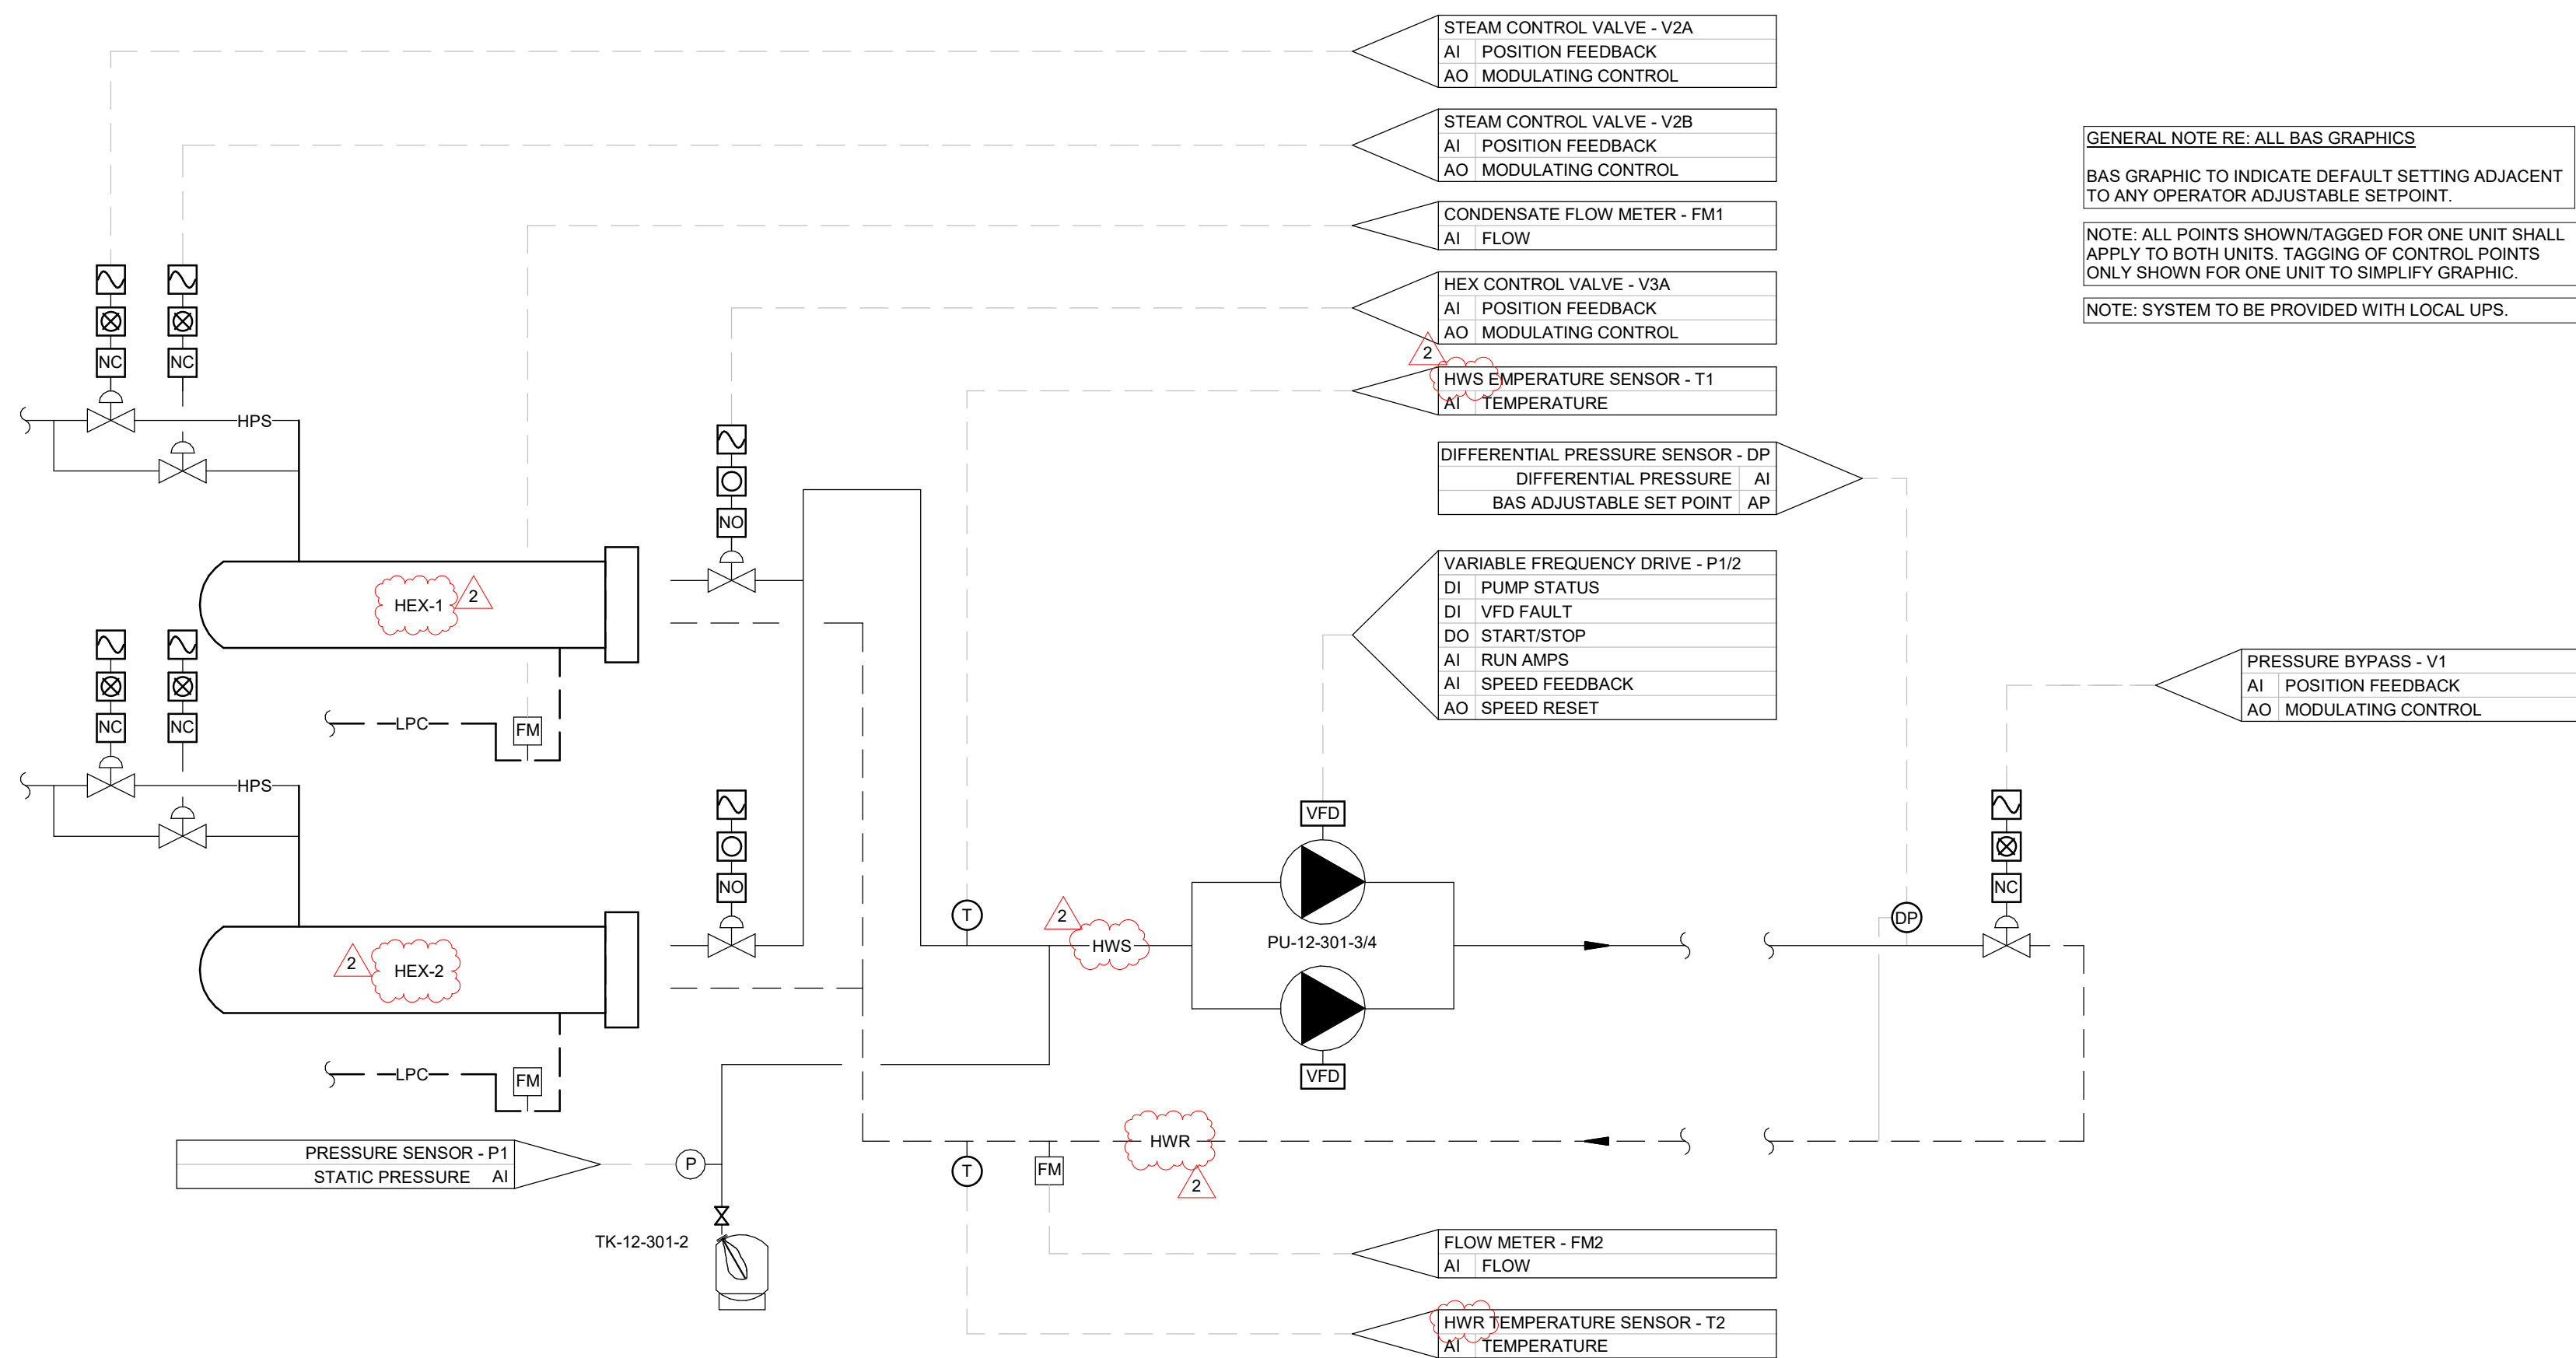 STEAM CONTROL VALVE - V2A
AI POSITION FEEDBACK
AO MODULATING CONTROL
STEAM CONTROL VALVE - V2B
AI POSITION FEEDBACK
AO MODULATING CONTROL
GENERAL NOTE RE: ALL BAS GRAPHICS
BAS GRAPHIC TO INDICATE DEFAULT SETTING ADJACENT
TO ANY OPERATOR ADJUSTABLE SETPOINT.
CONDENSATE FLOW METER - FM1
AI FLOW
NOTE: ALL POINTS SHOWN/TAGGED FOR ONE UNIT SHALL
APPLY TO BOTH UNITS. TAGGING OF CONTROL POINTS
ONLY SHOWN FOR ONE UNIT TO SIMPLIFY GRAPHIC.
NOTE: SYSTEM TO BE PROVIDED WITH LOCAL UPS.
HEX CONTROL VALVE - V3A
AI POSITION FEEDBACK
AO MODULATING CONTROL
2
HWS EMPERATURE SENSOR - T1
AI TEMPERATURE
NC
NC
HPS
DIFFERENTIAL PRESSURE SENSOR - DP
DIFFERENTIAL PRESSURE AI
BAS ADJUSTABLE SET POINT AP
NO
VARIABLE FREQUENCY DRIVE - P1/2
DI PUMP STATUS
DI VFD FAULT
DO START/STOP
AI RUN AMPS
AI SPEED FEEDBACK
AO SPEED RESET
HEX-1
2
PRESSURE BYPASS - V1
AI POSITION FEEDBACK
AO MODULATING CONTROL
NC
NC
LPC
FM
HPS
VFD
NO
NC
T
2
DP
HWS
PU-12-301-3/4
2
HEX-2
LPC
FM
VFD
HWR
2
PRESSURE SENSOR - P1
STATIC PRESSURE AI
P
T
FM
TK-12-301-2
FLOW METER - FM2
AI FLOW
HWR TEMPERATURE SENSOR - T2
AI TEMPERATURE